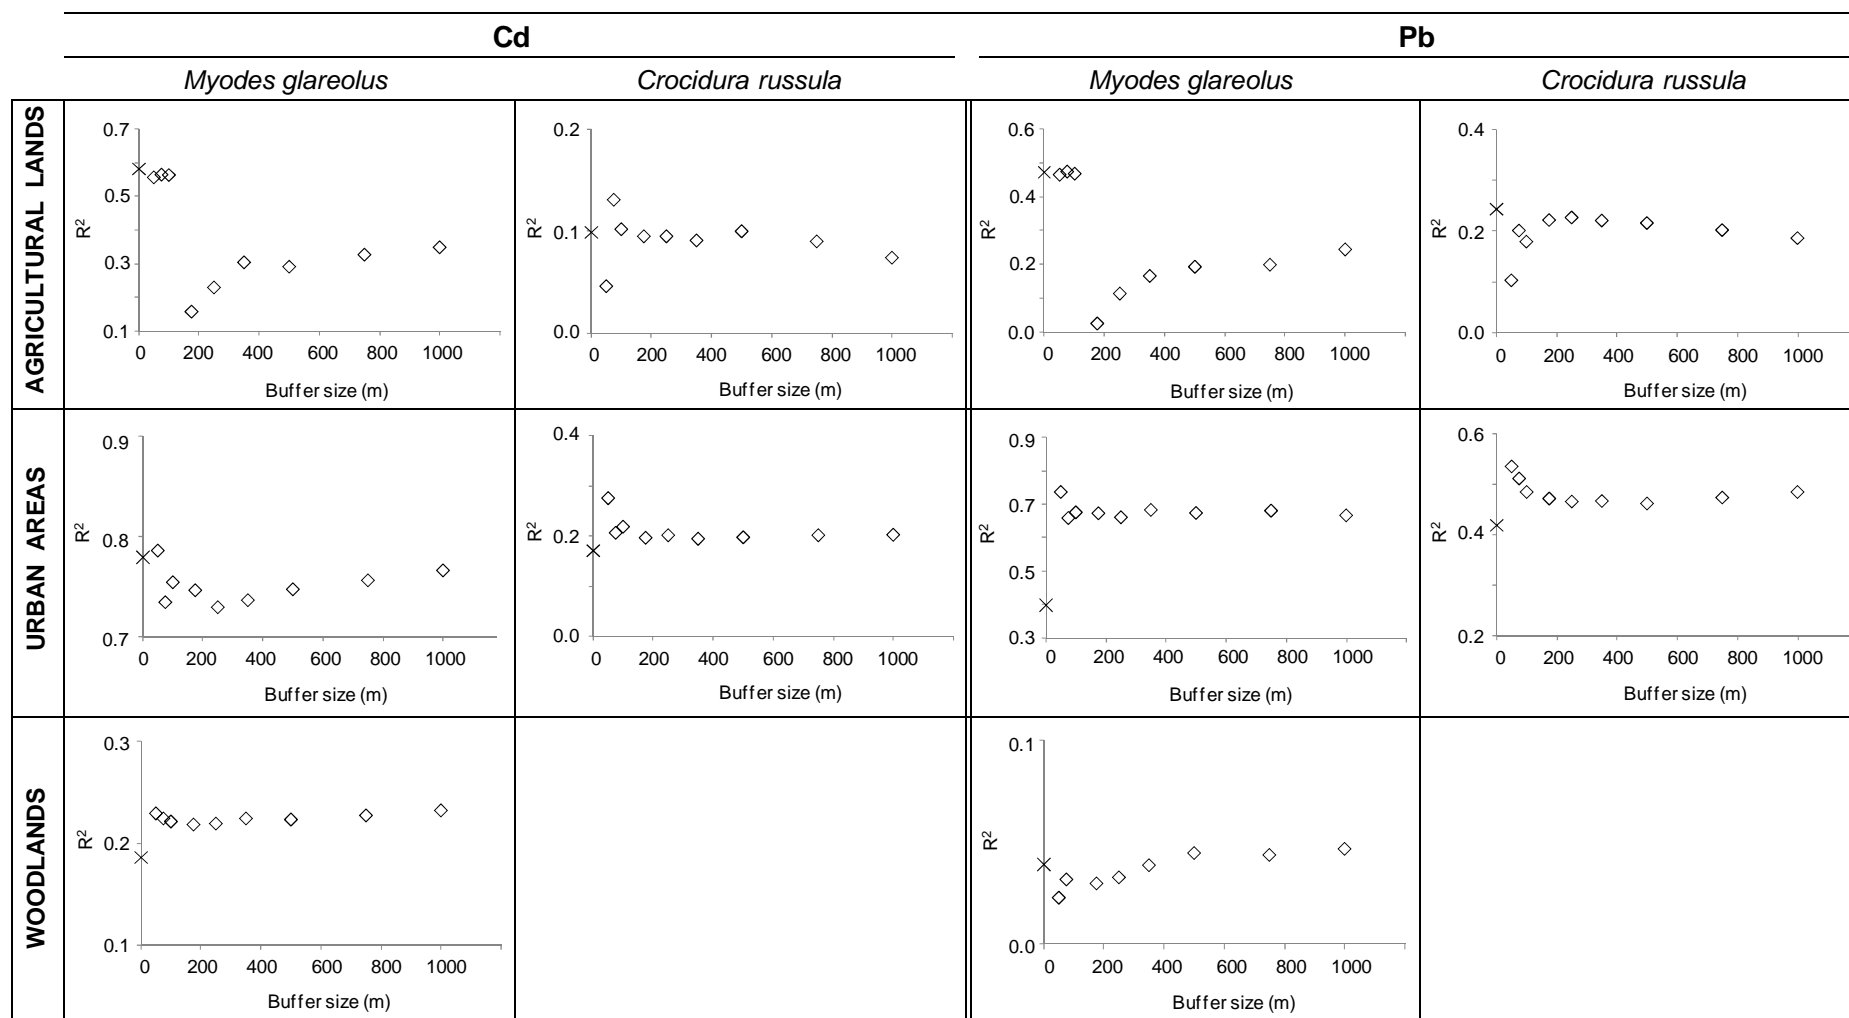 Cd Pb
Myodes glareolus Crocidura russula Myodes glareolus Crocidura russula
AGRICULTURAL LANDS
0.7
0.5
0.3
0.1
R²
0 200 400 600 800 1000
Buffer size (m)
0.2
0.1
0.0
R²
0 200 400 600 800 1000
Buffer size (m)
0.6
0.4
0.2
0.0
R²
0 200 400 600 800 1000
Buffer size (m)
0.4
0.2
0.0
R²
0 200 400 600 800 1000
Buffer size (m)
URBAN AREAS
0.9
0.8
0.7
R²
0 200 400 600 800 1000
Buffer size (m)
0.4
0.2
0.0
R²
0 200 400 600 800 1000
Buffer size (m)
0.9
0.7
0.5
0.3
R²
0 200 400 600 800 1000
Buffer size (m)
0.6
0.4
0.2
R²
0 200 400 600 800 1000
Buffer size (m)
WOODLANDS
0.3
0.2
0.1
R²
0 200 400 600 800 1000
Buffer size (m)
0.1
0.0
R²
0 200 400 600 800 1000
Buffer size (m)